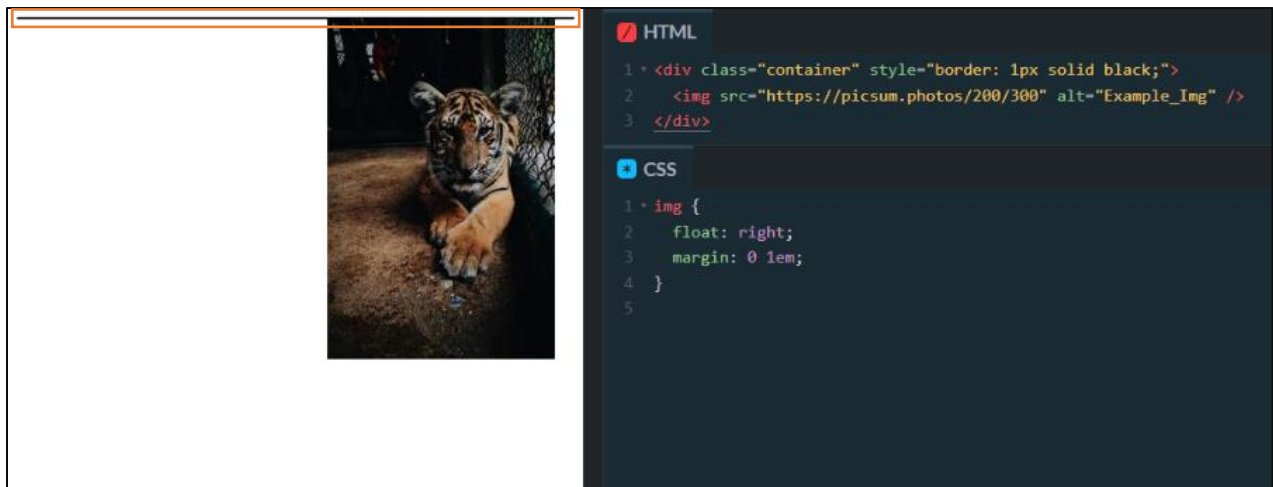 HTML
1 <div class="container" style="border: 1px solid black;">
2 <img src="https://picsum.photos/200/300" alt="Example_Img" />
3 </div>
CSS
1 img {
2 float: right;
3 margin: 0 1em;
4 }
5